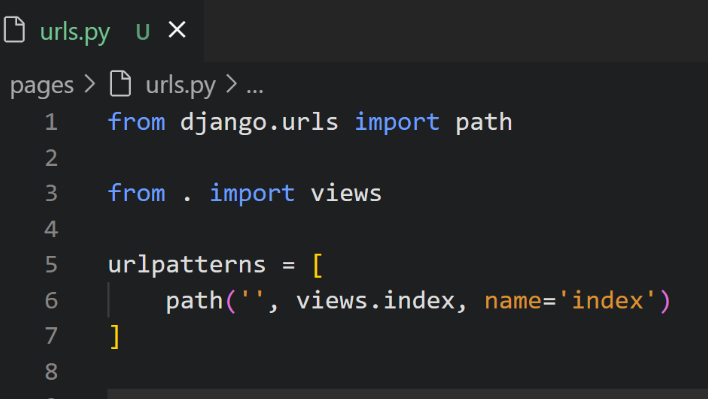 urls.py U ×
pages > urls.py > ...
1 from django.urls import path
2
3 from . import views
4
5 urlpatterns = [
6     path('', views.index, name='index')
7 ]
8